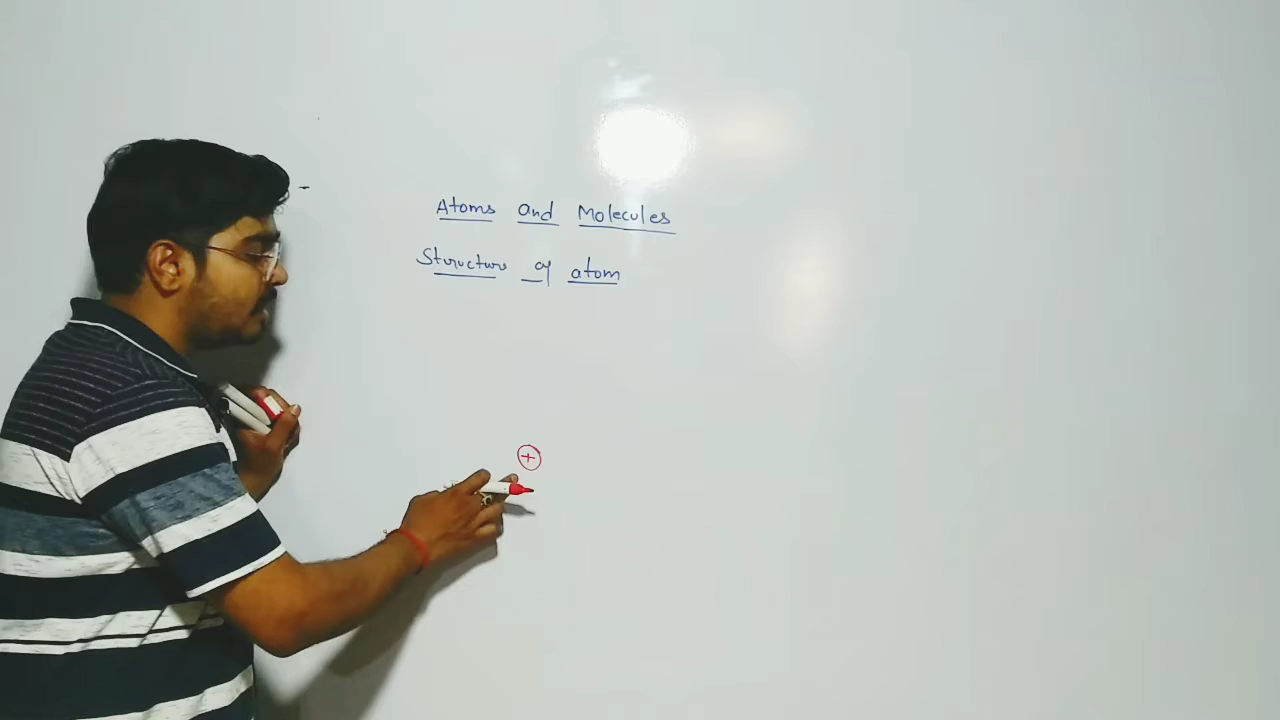 Atoms and Molecules
Structure of atom
+